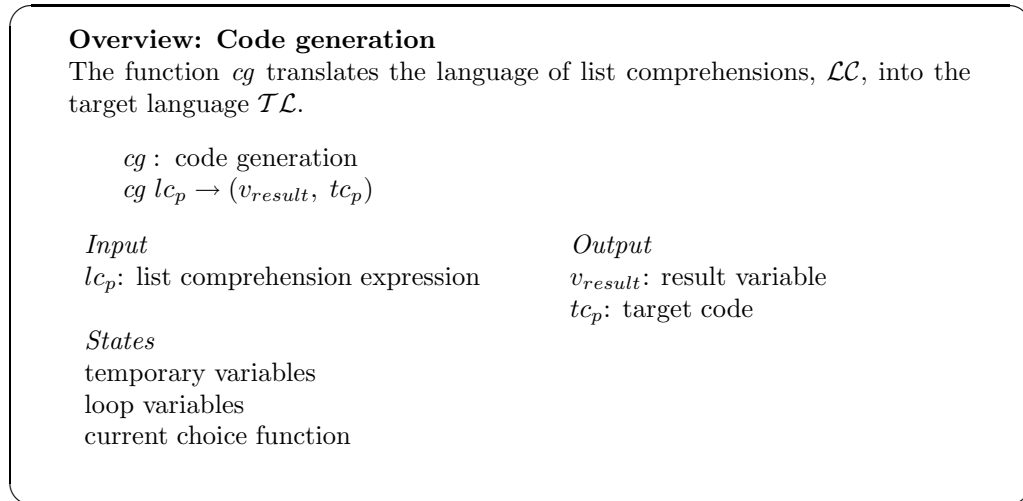 Overview: Code generation
The function cg translates the language of list comprehensions, ℒ𝒞, into the
target language 𝒯ℒ.
cg : code generation
cg lc_p → (v_result, tc_p)
Input
lc_p: list comprehension expression
Output
v_result: result variable
tc_p: target code
States
temporary variables
loop variables
current choice function